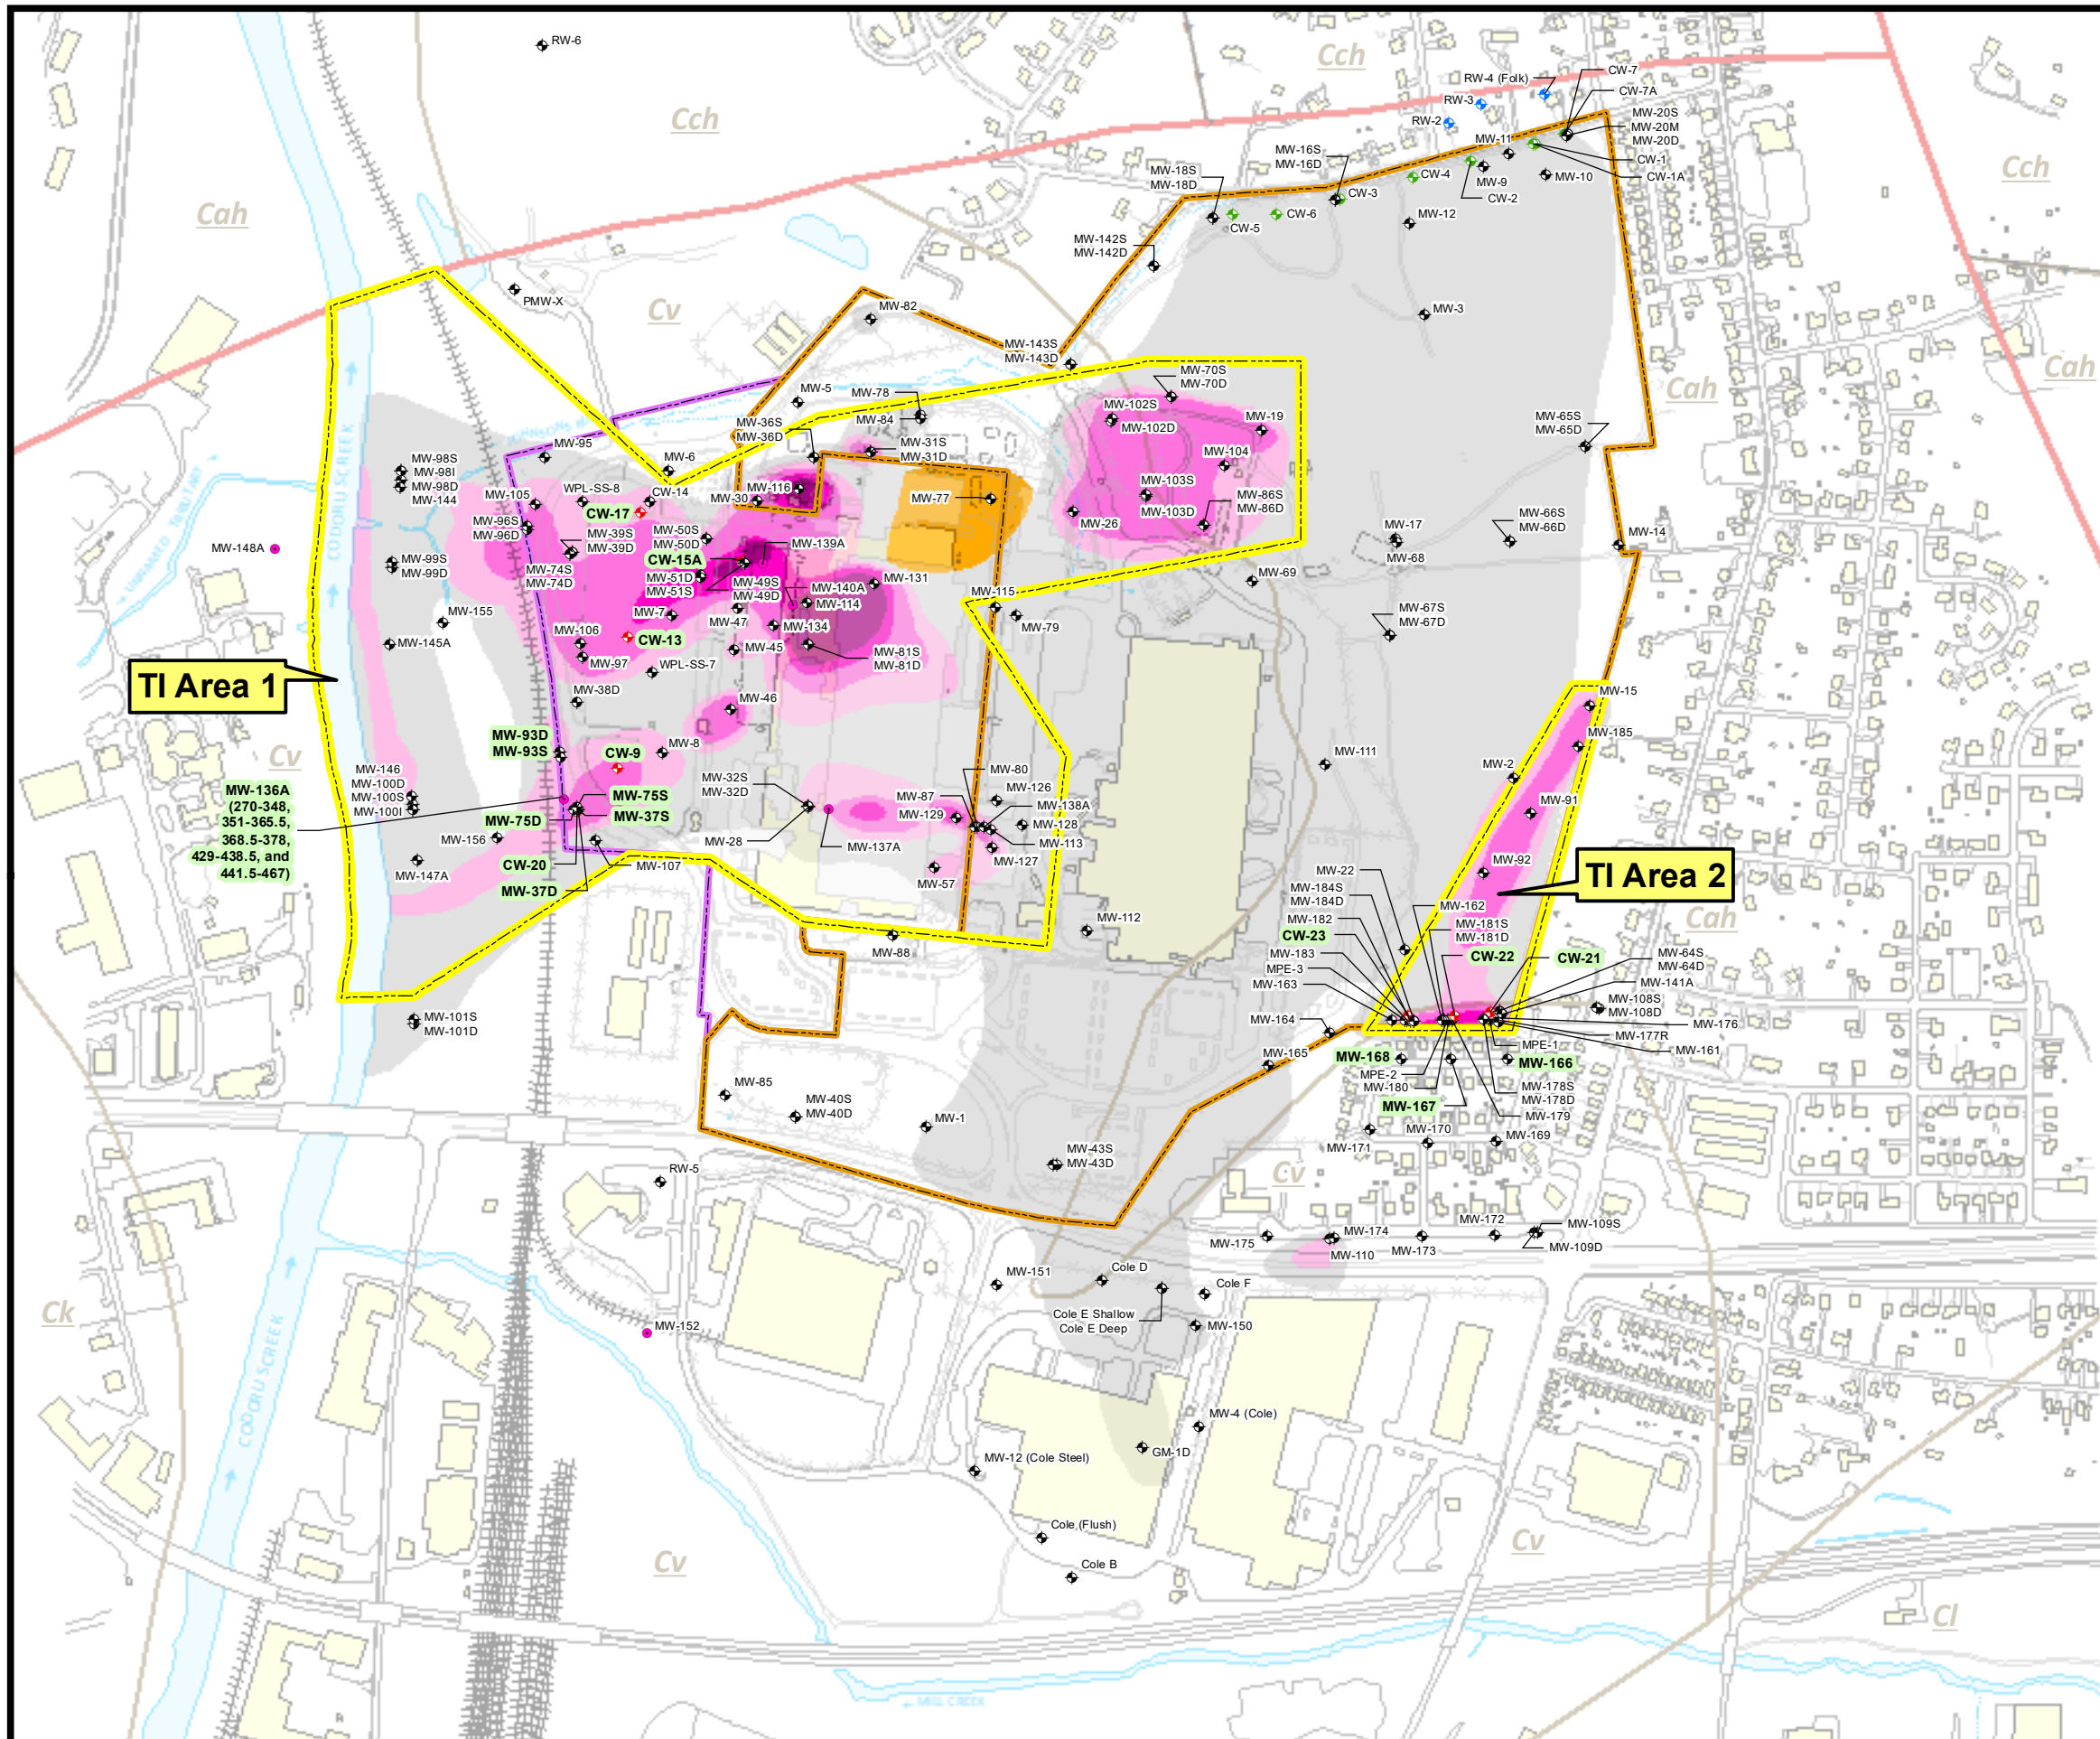 RW-6
Cch
Cch
Cch
RW-4 (Folk)
CW-7
CW-7A
RW-3
RW-2
MW-20S
MW-20M
MW-20D
MW-11
CW-1
CW-1A
MW-16S
MW-16D
MW-18S
MW-18D
CW-4
MW-9
MW-10
CW-3
CW-2
CW-6
CW-5
MW-12
Cah
MW-142S
MW-142D
PMW-X
Cv
MW-82
MW-3
MW-143S
MW-143D
Cah
Cah
MW-70S
MW-70D
MW-5
MW-78
MW-84
MW-102S
MW-102D
MW-19
MW-65S
MW-65D
MW-36S
MW-36D
MW-31S
MW-31D
MW-95
MW-6
MW-104
MW-98S
MW-98I
MW-98D
MW-144
MW-105
WPL-SS-8
CW-14
MW-30
MW-116
MW-77
MW-103S
MW-103D
MW-86S
MW-86D
CW-17
MW-26
MW-96S
MW-96D
MW-39S
MW-39D
MW-50S
MW-50D
MW-139A
MW-17
MW-68
MW-66S
MW-66D
MW-14
MW-148A
UNNAMED TRIBUTARY
CODORUS CREEK
CW-15A
MW-99S
MW-99D
MW-74S
MW-74D
MW-51D
MW-51S
MW-49S
MW-49D
MW-140A
MW-114
MW-131
MW-69
MW-115
MW-155
MW-7
MW-47
MW-134
MW-79
MW-67S
MW-67D
MW-145A
MW-106
CW-13
MW-97
WPL-SS-7
MW-45
MW-81S
MW-81D
TI Area 1
MW-38D
MW-46
MW-15
MW-93D
MW-93S
CW-9
MW-8
MW-185
Cv
MW-146
MW-100D
MW-100S
MW-100I
MW-136A
(270-348,
351-365.5,
368.5-378,
429-438.5, and
441.5-467)
MW-75S
MW-75D
MW-37S
MW-32S
MW-32D
MW-80
MW-126
MW-87
MW-138A
MW-129
MW-128
MW-113
MW-111
MW-2
MW-91
MW-156
MW-28
MW-137A
MW-127
MW-147A
CW-20
MW-107
MW-57
MW-37D
MW-92
TI Area 2
MW-22
MW-184S
MW-184D
MW-162
MW-182
CW-23
MW-181S
MW-181D
Cah
MW-112
MW-88
MW-183
CW-22
CW-21
MW-64S
MW-64D
MPE-3
MW-163
MW-141A
MW-108S
MW-108D
MW-101S
MW-101D
MW-164
MW-176
MW-177R
MW-161
MPE-1
MW-165
MW-168
MW-166
MPE-2
MW-180
MW-178S
MW-178D
MW-85
MW-40S
MW-40D
MW-167
MW-179
MW-1
MW-170
MW-169
MW-171
MW-43S
MW-43D
Cv
RW-5
MW-175
MW-174
MW-110
MW-173
MW-172
MW-109S
MW-109D
MW-151
Cole D
Cole F
Ck
CODORUS CREEK
Cole E Shallow
Cole E Deep
MW-150
MW-152
MW-4 (Cole)
GM-1D
MW-12 (Cole Steel)
Cole (Flush)
Cv
Cv
Cole B
Cl
MILL CREEK